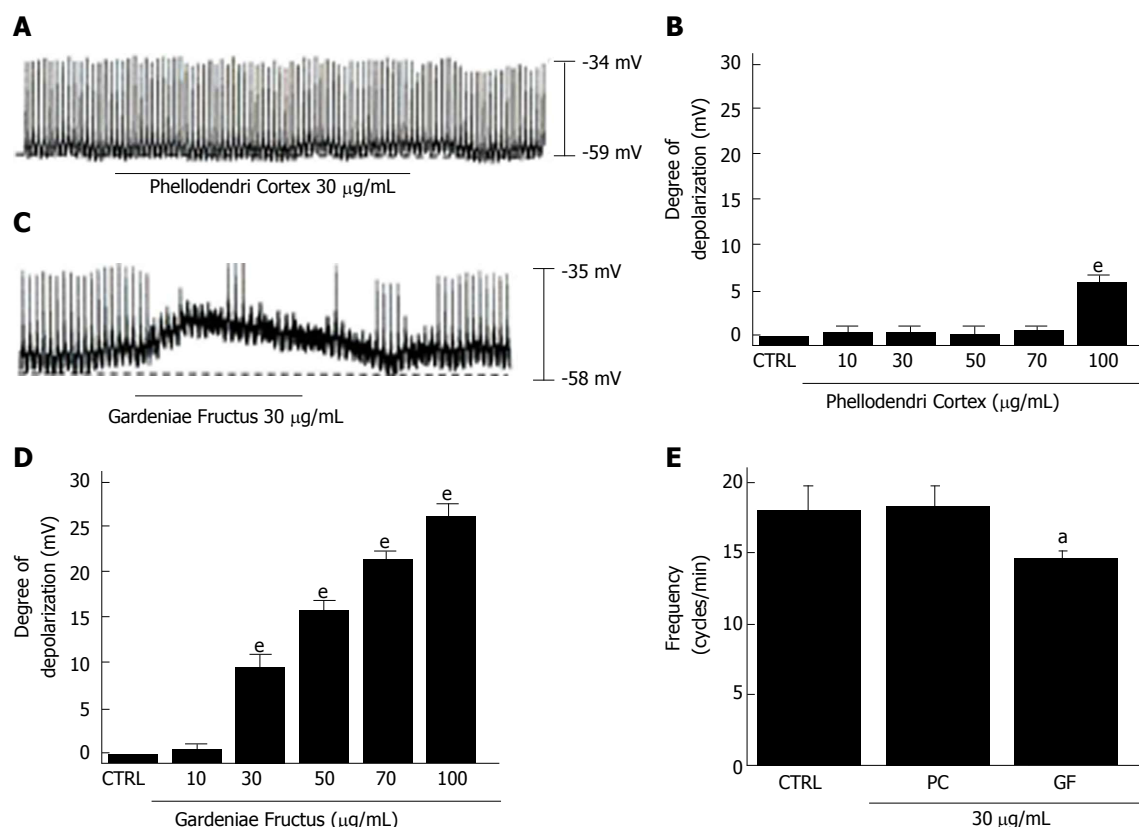 A
-34 mV
-59 mV
Phellodendri Cortex 30 μg/mL
B
Degree of
depolarization (mV)
30
25
20
15
10
5
0
e
CTRL 10 30 50 70 100
Phellodendri Cortex (μg/mL)
C
-35 mV
-58 mV
Gardeniae Fructus 30 μg/mL
D
Degree of
depolarization (mV)
30
25
20
15
10
5
0
e e e e
CTRL 10 30 50 70 100
Gardeniae Fructus (μg/mL)
E
Frequency
(cycles/min)
20
15
10
5
0
a
CTRL PC GF
30 μg/mL